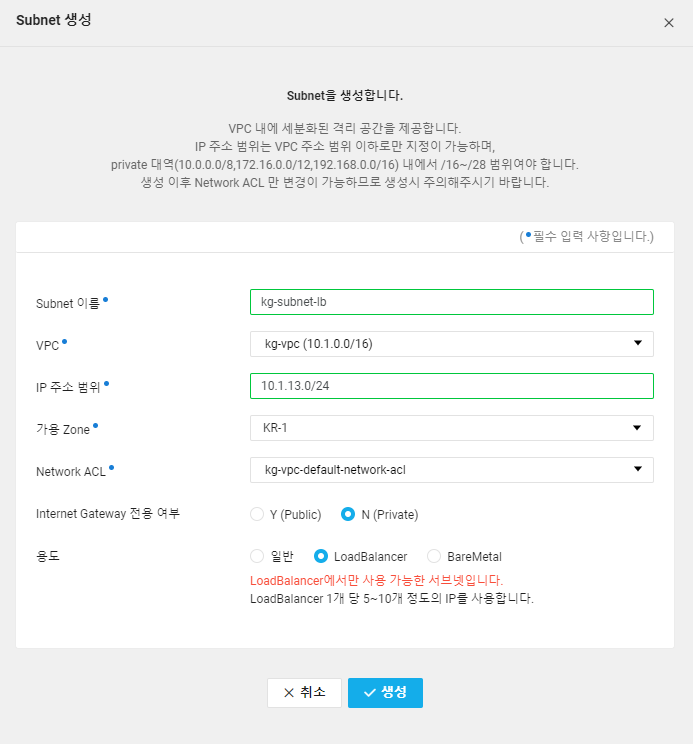 Subnet 생성
Subnet을 생성합니다.
VPC 내에 세분화된 격리 공간을 제공합니다.
IP 주소 범위는 VPC 주소 범위 이하로만 지정이 가능하며,
private 대역(10.0.0.0/8,172.16.0.0/12,192.168.0.0/16) 내에서 /16~/28 범위여야 합니다.
생성 이후 Network ACL 만 변경이 가능하므로 생성시 주의해주시기 바랍니다.
(•필수 입력 사항입니다.)
Subnet 이름• kg-subnet-lb
VPC• kg-vpc (10.1.0.0/16)
IP 주소 범위• 10.1.13.0/24
가용 Zone• KR-1
Network ACL• kg-vpc-default-network-acl
Internet Gateway 전용 여부 Y (Public) N (Private)
용도 일반 LoadBalancer BareMetal
LoadBalancer에서만 사용 가능한 서브넷입니다.
LoadBalancer 1개 당 5~10개 정도의 IP를 사용합니다.
취소 생성